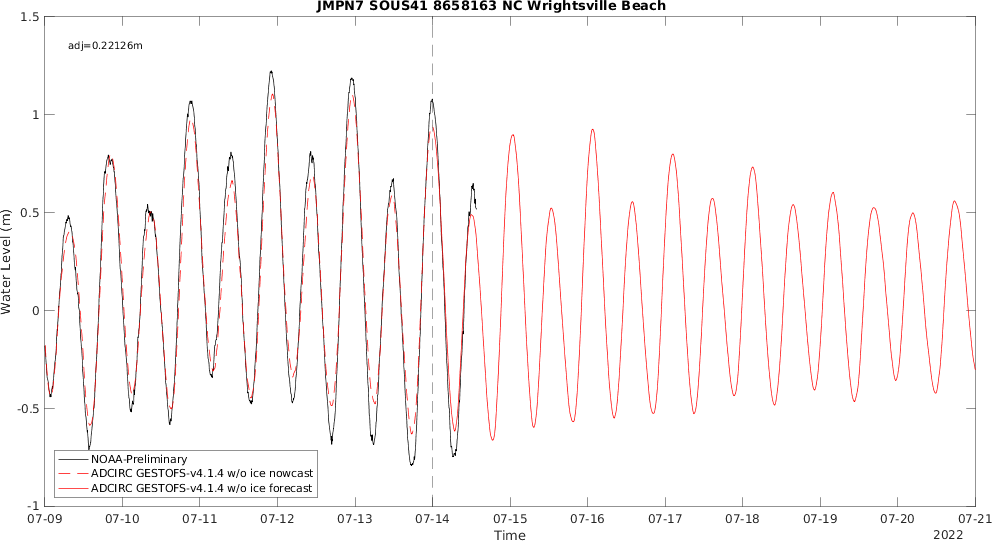 JMPN7 SOUS41 8658163 NC Wrightsville Beach
1.5
adj=0.22126m
1
0.5
Water Level (m)
0
-0.5
NOAA-Preliminary
ADCIRC GESTOFS-v4.1.4 w/o ice nowcast
ADCIRC GESTOFS-v4.1.4 w/o ice forecast
-1
07-09 07-10 07-11 07-12 07-13 07-14 07-15 07-16 07-17 07-18 07-19 07-20 07-21
Time
2022